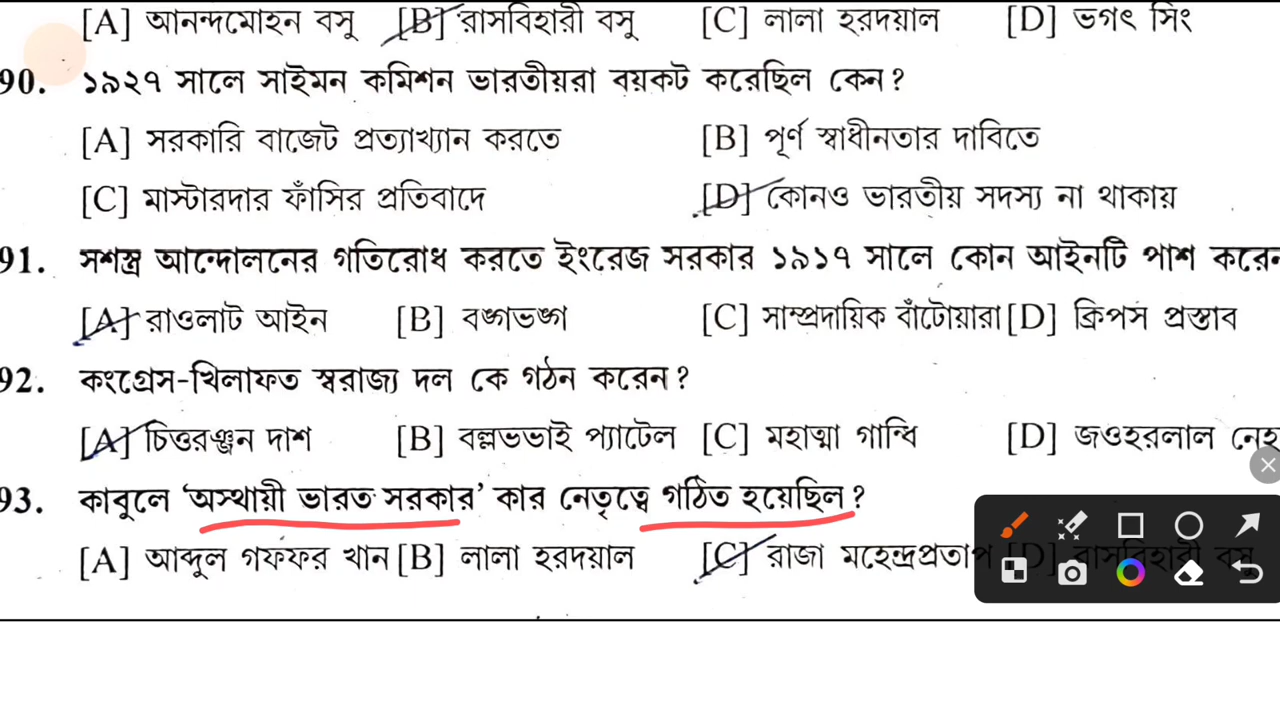 [A] আনন্দমোহন বসু [B] রাসবিহারী বসু [C] লালা হরদয়াল [D] ভগৎ সিং
90. ১৯২৭ সালে সাইমন কমিশন ভারতীয়রা বয়কট করেছিল কেন?
[A] সরকারি বাজেট প্রত্যাখ্যান করতে [B] পূর্ণ স্বাধীনতার দাবিতে
[C] মাস্টারদার ফাঁসির প্রতিবাদে [D] কোনও ভারতীয় সদস্য না থাকায়
91. সশস্ত্র আন্দোলনের গতিরোধ করতে ইংরেজ সরকার ১৯১৭ সালে কোন আইনটি পাশ করেন
[A] রাওলাট আইন [B] বঙ্গভঙ্গ [C] সাম্প্রদায়িক বাঁটোয়ারা [D] ক্রিপস প্রস্তাব
92. কংগ্রেস-খিলাফত স্বরাজ্য দল কে গঠন করেন?
[A] চিত্তরঞ্জন দাশ [B] বল্লভভাই প্যাটেল [C] মহাত্মা গান্ধি [D] জওহরলাল নেহ
93. কাবুলে ‘অস্থায়ী ভারত সরকার’ কার নেতৃত্বে গঠিত হয়েছিল?
[A] আব্দুল গফফর খান [B] লালা হরদয়াল [C] রাজা মহেন্দ্রপ্রতাপ [D] রাসবিহারী বসু